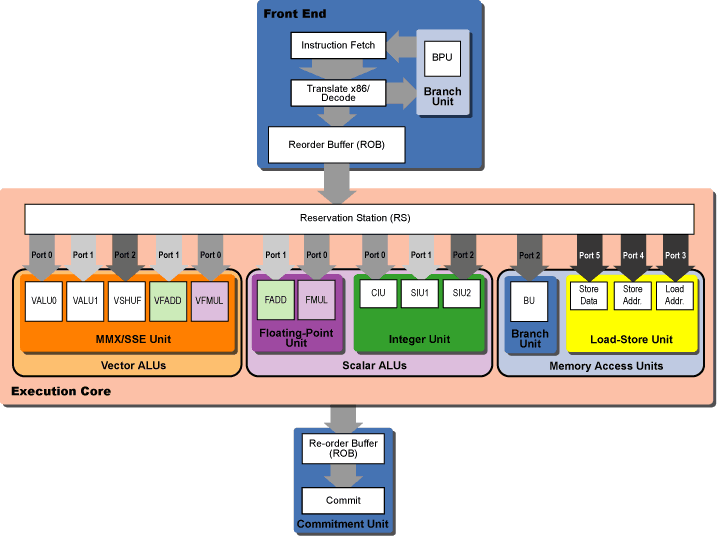 Front End
Instruction Fetch
BPU
Translate x86/
Decode
Branch
Unit
Reorder Buffer (ROB)
Reservation Station (RS)
Port 0
Port 1
Port 2
Port 1
Port 0
Port 1
Port 0
Port 0
Port 1
Port 2
Port 2
Port 5
Port 4
Port 3
VALU0
VALU1
VSHUF
VFADD
VFMUL
MMX/SSE Unit
Vector ALUs
FADD
FMUL
Floating-Point
Unit
CIU
SIU1
SIU2
Integer Unit
Scalar ALUs
BU
Branch
Unit
Store
Data
Store
Addr.
Load
Addr.
Load-Store Unit
Memory Access Units
Execution Core
Re-order Buffer
(ROB)
Commit
Commitment Unit